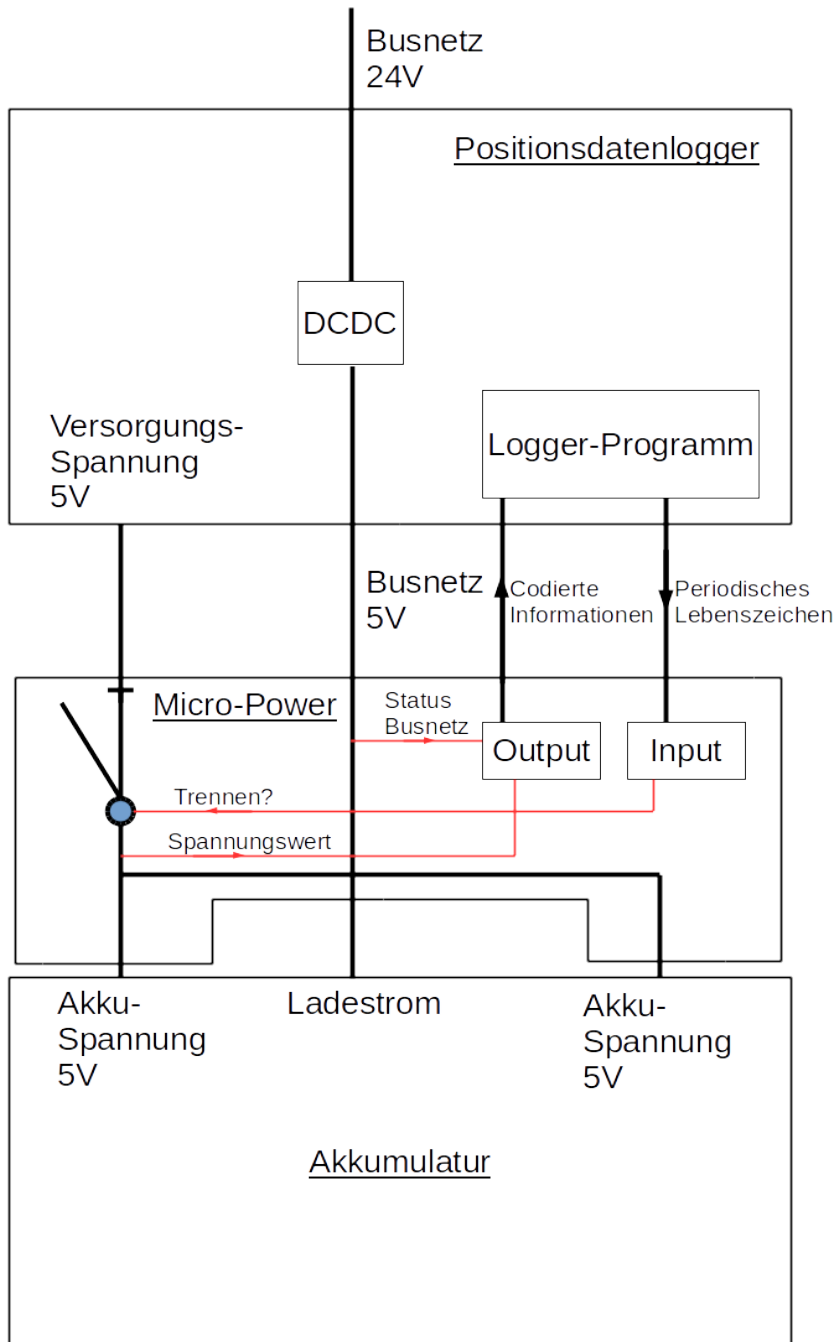 Busnetz
24V
Positionsdatenlogger
DCDC
Versorgungs-
Spannung
5V
Logger-Programm
Busnetz
5V
Codierte
Informationen
Periodisches
Lebenszeichen
Micro-Power
Status
Busnetz
Output
Input
Trennen?
Spannungswert
Akku-
Spannung
5V
Ladestrom
Akku-
Spannung
5V
Akkumulatur